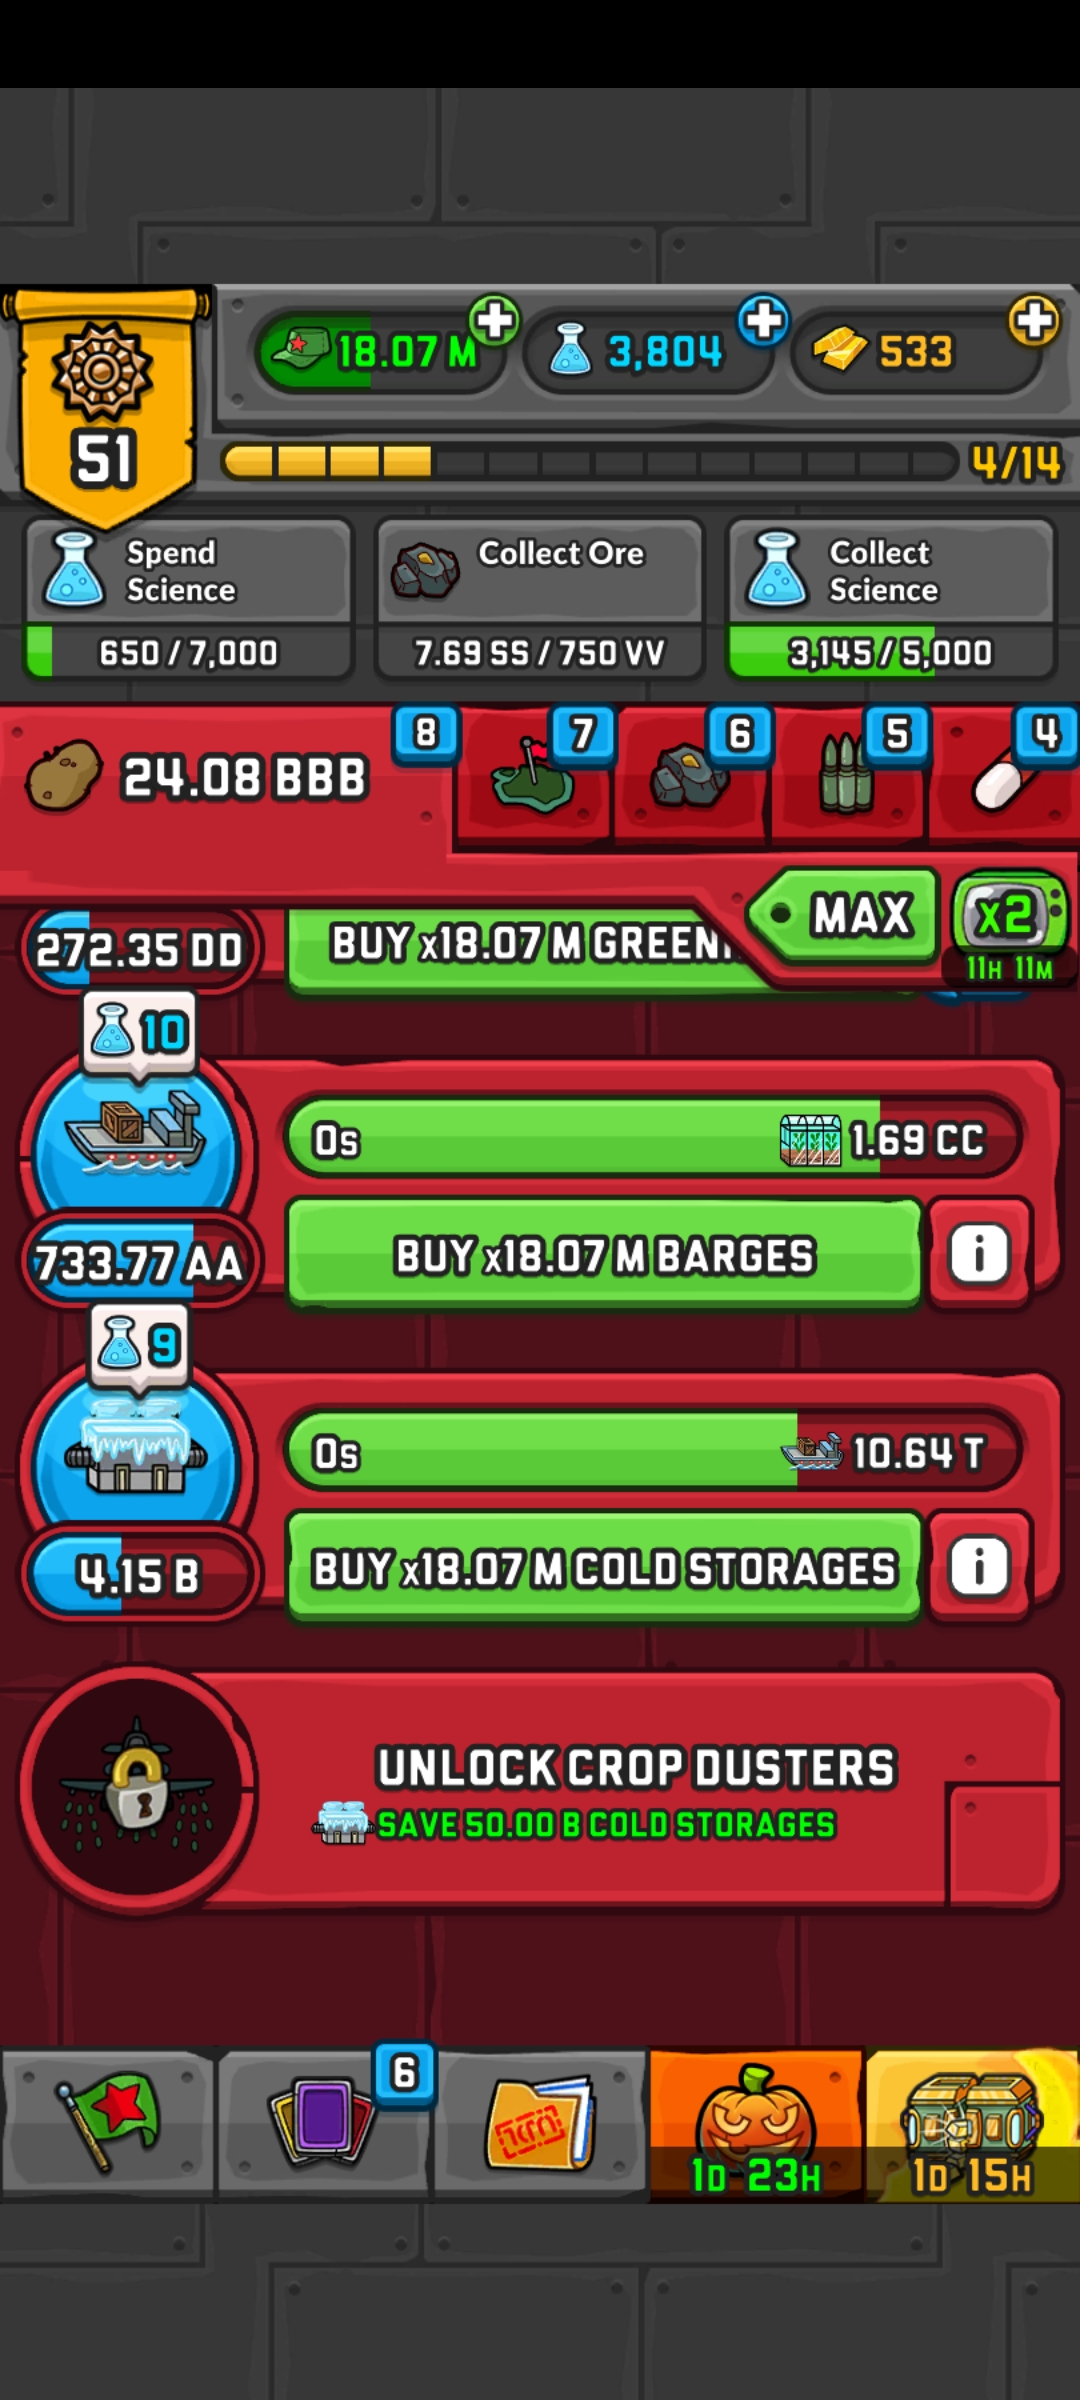 18.07 M
3,804
533
51
4/14
Spend
Science
650 / 7,000
Collect Ore
7.69 SS / 750 VV
Collect
Science
3,145 / 5,000
24.08 BBB
8
7
6
5
4
MAX
x2
11H 11M
272.35 DD
BUY x18.07 M
10
0s
1.69 CC
733.77 AA
BUY x18.07 M BARGES
i
9
0s
10.64 T
4.15 B
BUY x18.07 M COLD STORAGES
i
UNLOCK CROP DUSTERS
SAVE 50.00 B COLD STORAGES
6
1D 23H
1D 15H